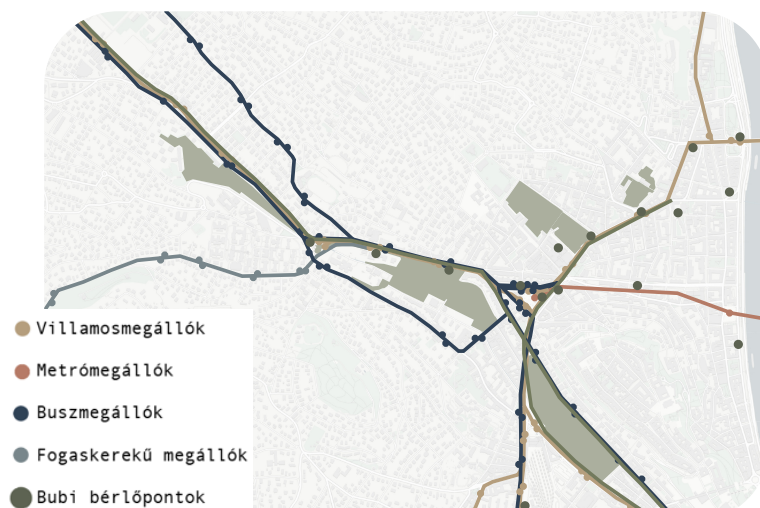 Villamosmegállók
Metrómegállók
Buszmegállók
Fogaskerekű megállók
Bubi bérlőpontok